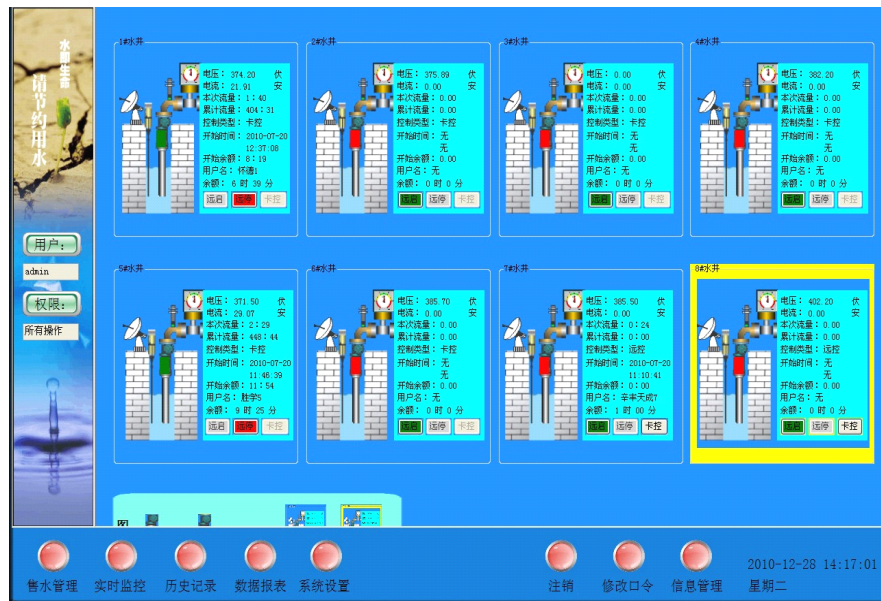 水即生命
请节约用水
用户：
admin
权限：
所有操作
1#水井
电压：374.20 伏
电流：21.91 安
本次流量：1：40
累计流量：404：31
控制类型：卡控
开始时间：2010-07-20
12:37:08
开始余额：8：19
用户名：怀德1
余额：6 时 39 分
远启 远停 卡控
2#水井
电压：375.89 伏
电流：0.00 安
本次流量：0.00
累计流量：0.00
控制类型：卡控
开始时间：无
无
开始余额：0.00
用户名：无
余额：0 时 0 分
远启 远停 卡控
3#水井
电压：0.00 伏
电流：0.00 安
本次流量：0.00
累计流量：0.00
控制类型：卡控
开始时间：无
无
开始余额：0.00
用户名：无
余额：0 时 0 分
远启 远停 卡控
4#水井
电压：382.20 伏
电流：0.00 安
本次流量：0.00
累计流量：0.00
控制类型：卡控
开始时间：无
无
开始余额：0.00
用户名：无
余额：0 时 0 分
远启 远停 卡控
5#水井
电压：371.50 伏
电流：29.07 安
本次流量：2：29
累计流量：448：44
控制类型：卡控
开始时间：2010-07-20
11:46:39
开始余额：11：54
用户名：胜学5
余额：9 时 25 分
远启 远停 卡控
6#水井
电压：385.70 伏
电流：0.00 安
本次流量：0.00
累计流量：0.00
控制类型：卡控
开始时间：无
无
开始余额：0.00
用户名：无
余额：0 时 0 分
远启 远停 卡控
7#水井
电压：385.50 伏
电流：0.00 安
本次流量：0：24
累计流量：0：00
控制类型：远控
开始时间：2010-07-20
11:10:41
开始余额：0：00
用户名：辛半天成7
余额：1 时 00 分
远启 远停 卡控
8#水井
电压：402.20 伏
电流：0.00 安
本次流量：0.00
累计流量：0.00
控制类型：远控
开始时间：无
无
开始余额：0.00
用户名：无
余额：0 时 0 分
远启 远停 卡控
图
售水管理 实时监控 历史记录 数据报表 系统设置 注销 修改口令 信息管理
2010-12-28 14:17:01
星期二